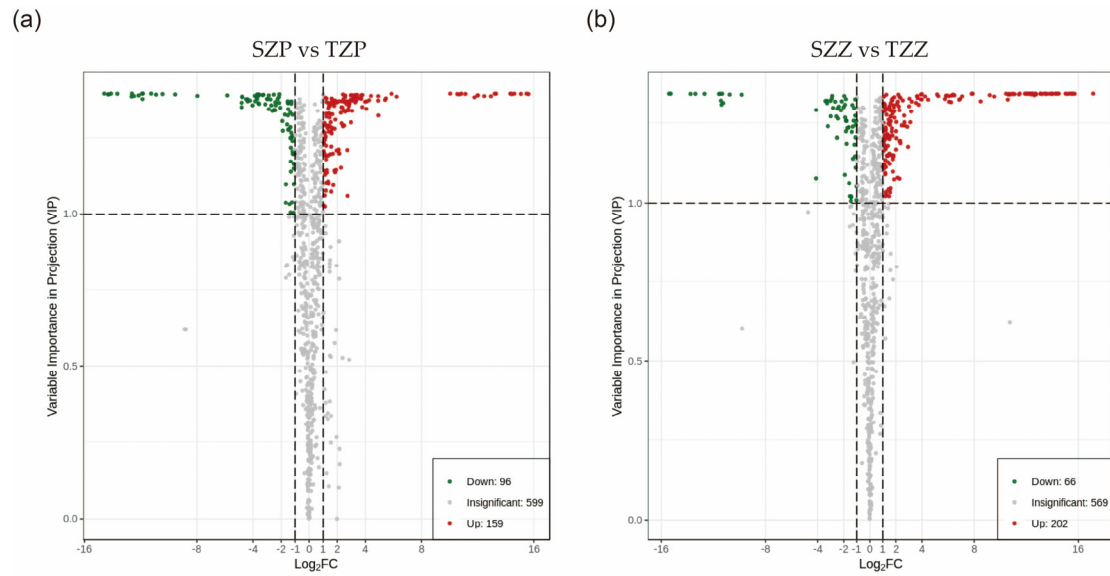 (a)
SZP vs TZP
Variable Importance in Projection (VIP)
1.0
0.5
0.0
-16 -8 -4 -2 -1 0 1 2 4 8 16
Log₂FC
Down: 96
Insignificant: 599
Up: 159
(b)
SZZ vs TZZ
Variable Importance in Projection (VIP)
1.0
0.5
0.0
-16 -8 -4 -2 -1 0 1 2 4 8 16
Log₂FC
Down: 66
Insignificant: 569
Up: 202